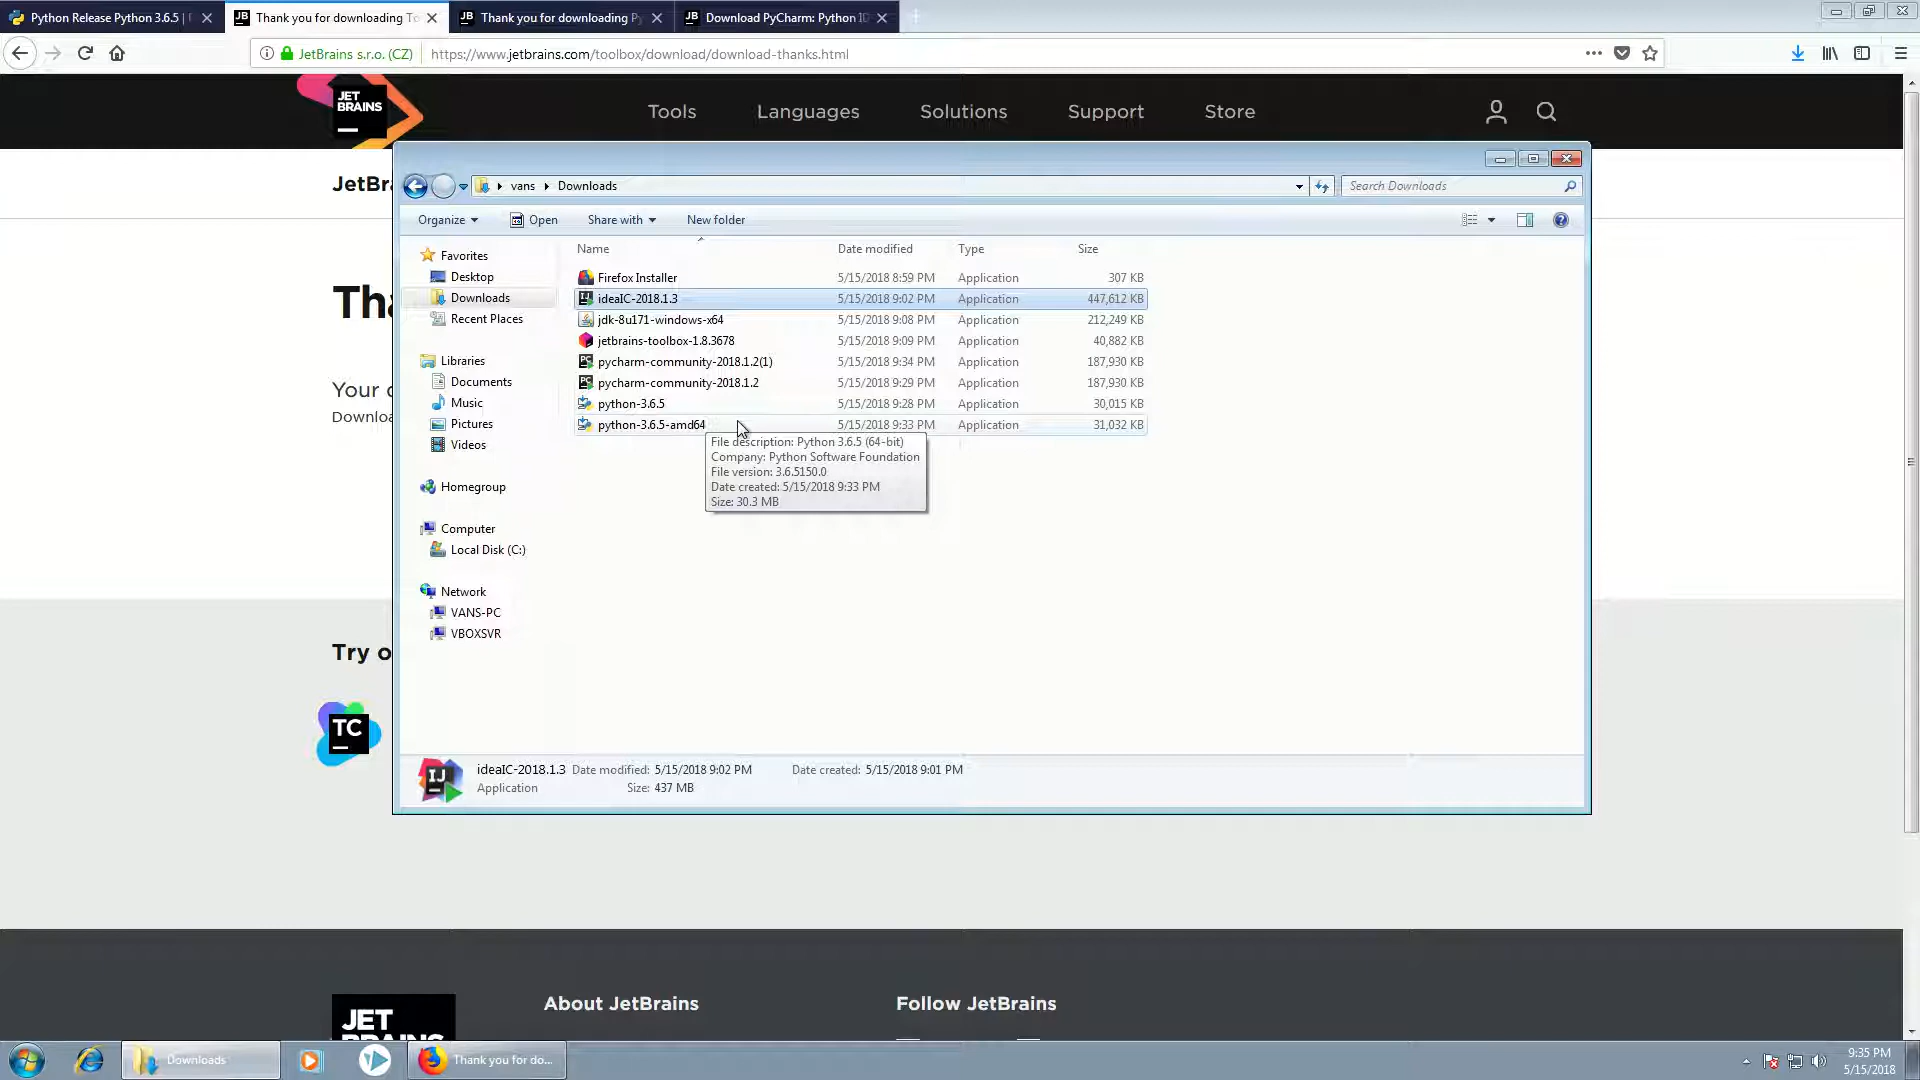 Python Release Python 3.6.5 |
JB Thank you for downloading To
JB Thank you for downloading Py
JB Download PyCharm: Python ID
JetBrains s.r.o. (CZ)
https://www.jetbrains.com/toolbox/download/download-thanks.html
JET
BRAINS
Tools
Languages
Solutions
Support
Store
JetBra
vans
Downloads
Search Downloads
Organize
Open
Share with
New folder
Name
Date modified
Type
Size
Favorites
Desktop
Downloads
Recent Places
Libraries
Documents
Music
Pictures
Videos
Homegroup
Computer
Local Disk (C:)
Network
VANS-PC
VBOXSVR
Firefox Installer 5/15/2018 8:59 PM Application 307 KB
ideaIC-2018.1.3 5/15/2018 9:02 PM Application 447,612 KB
jdk-8u171-windows-x64 5/15/2018 9:08 PM Application 212,249 KB
jetbrains-toolbox-1.8.3678 5/15/2018 9:09 PM Application 40,882 KB
pycharm-community-2018.1.2(1) 5/15/2018 9:34 PM Application 187,930 KB
pycharm-community-2018.1.2 5/15/2018 9:29 PM Application 187,930 KB
python-3.6.5 5/15/2018 9:28 PM Application 30,015 KB
python-3.6.5-amd64 5/15/2018 9:33 PM Application 31,032 KB
File description: Python 3.6.5 (64-bit)
Company: Python Software Foundation
File version: 3.6.5150.0
Date created: 5/15/2018 9:33 PM
Size: 30.3 MB
Tha
Your d
Downloa
Try o
TC
IJ
ideaIC-2018.1.3 Date modified: 5/15/2018 9:02 PM Date created: 5/15/2018 9:01 PM
Application Size: 437 MB
JET
BRAINS
About JetBrains
Follow JetBrains
Downloads
Thank you for do...
9:35 PM
5/15/2018